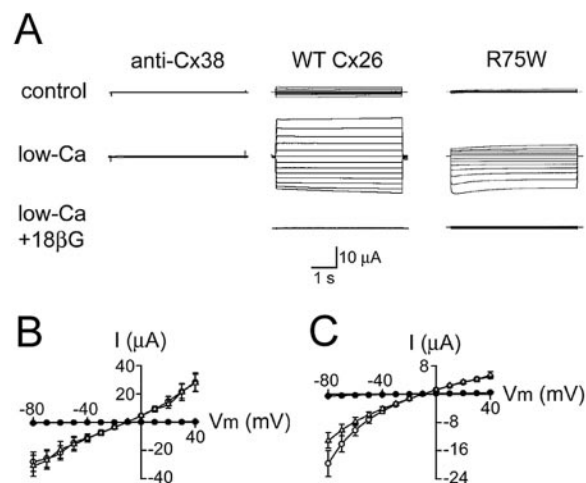 A
anti-Cx38 WT Cx26 R75W
control
low-Ca
low-Ca
+18βG
10 μA
1 s
B
I (μA)
40
20
-80 -40
Vm (mV)
40
-20
-40
C
I (μA)
8
-80 -40
Vm (mV)
40
-8
-16
-24